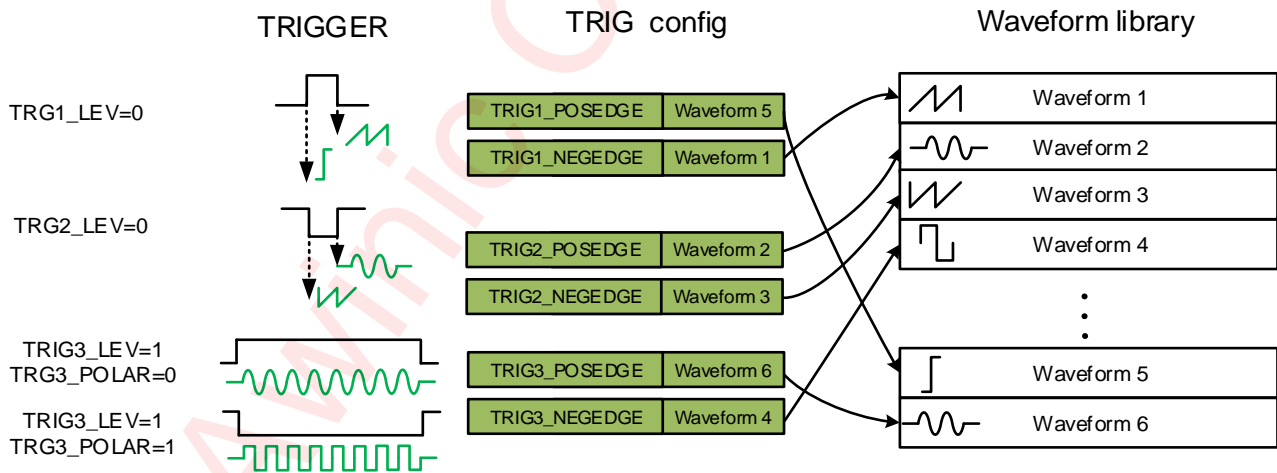 TRIGGER
TRIG config
Waveform library
TRG1_LEV=0
TRIG1_POSEDGE Waveform 5
TRIG1_NEGEDGE Waveform 1
TRG2_LEV=0
TRIG2_POSEDGE Waveform 2
TRIG2_NEGEDGE Waveform 3
TRIG3_LEV=1
TRG3_POLAR=0
TRIG3_LEV=1
TRG3_POLAR=1
TRIG3_POSEDGE Waveform 6
TRIG3_NEGEDGE Waveform 4
Waveform 1
Waveform 2
Waveform 3
Waveform 4
Waveform 5
Waveform 6
Awinic C